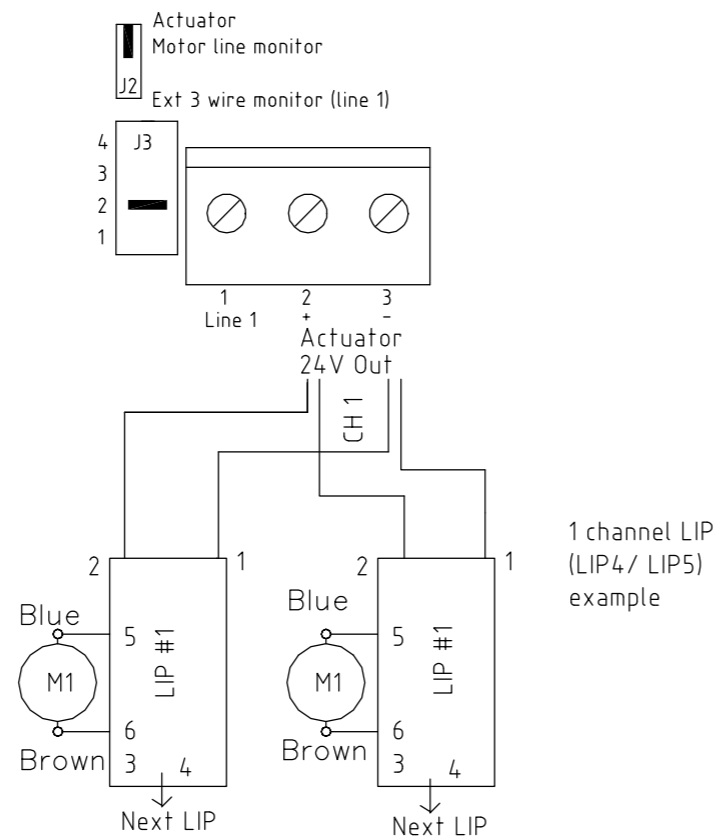 Actuator
Motor line monitor
J2
Ext 3 wire monitor (line 1)
4 J3
3
2
1
1 2 3
Line 1 + -
Actuator
24V Out
CH 1
1 channel LIP
(LIP4/ LIP5)
example
2 1
Blue
5
M1
LIP #1
6
Brown
3 4
Next LIP
2 1
Blue
5
M1
LIP #1
6
Brown
3 4
Next LIP